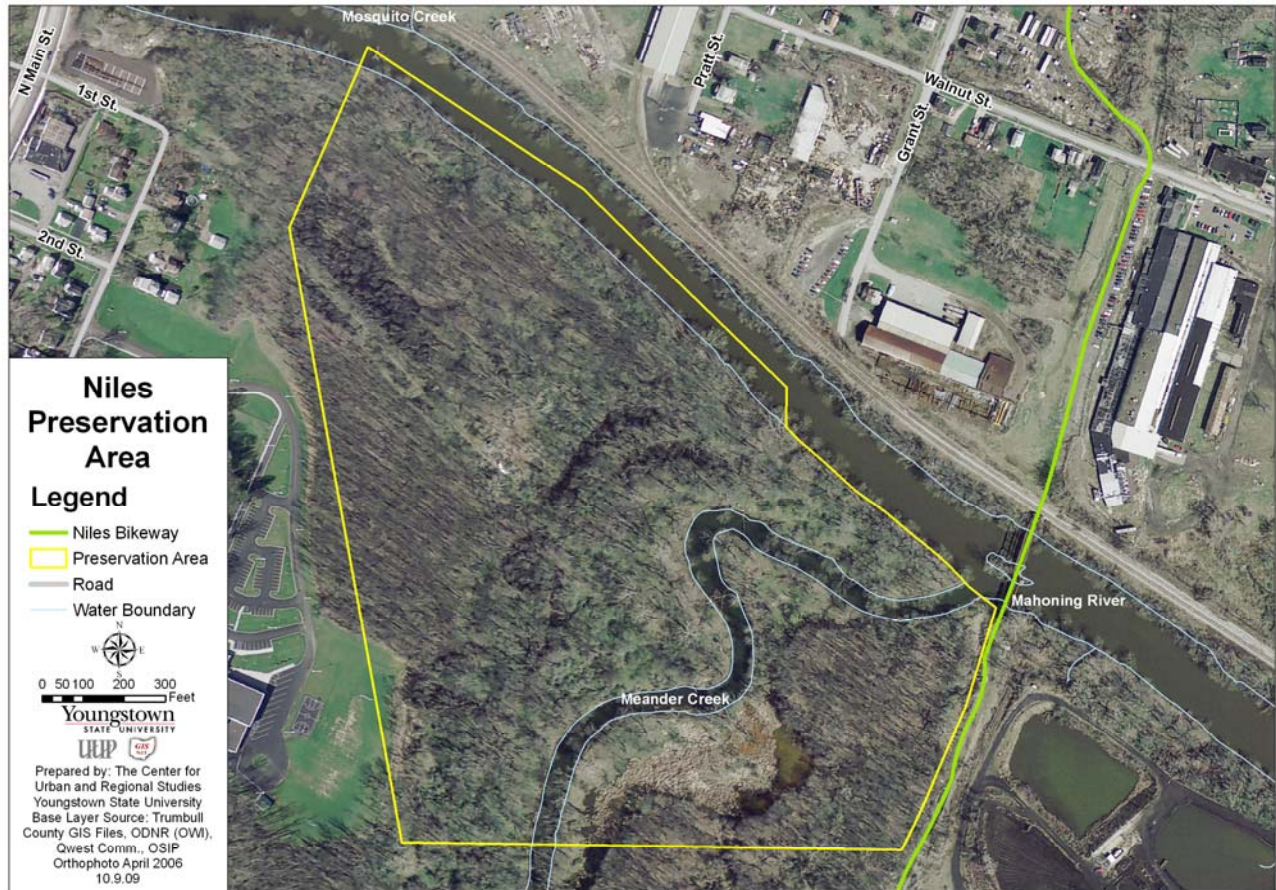 Mosquito Creek
N Main St.
1st St.
2nd St.
Pratt St.
Walnut St.
Grant St.
Mahoning River
Meander Creek
Niles
Preservation
Area
Legend
Niles Bikeway
Preservation Area
Road
Water Boundary
N
W E
S
0 50 100 200 300
Feet
Youngstown
STATE UNIVERSITY
UUP GIS
Prepared by: The Center for
Urban and Regional Studies
Youngstown State University
Base Layer Source: Trumbull
County GIS Files, ODNR (OWI),
Qwest Comm., OSIP
Orthophoto April 2006
10.9.09